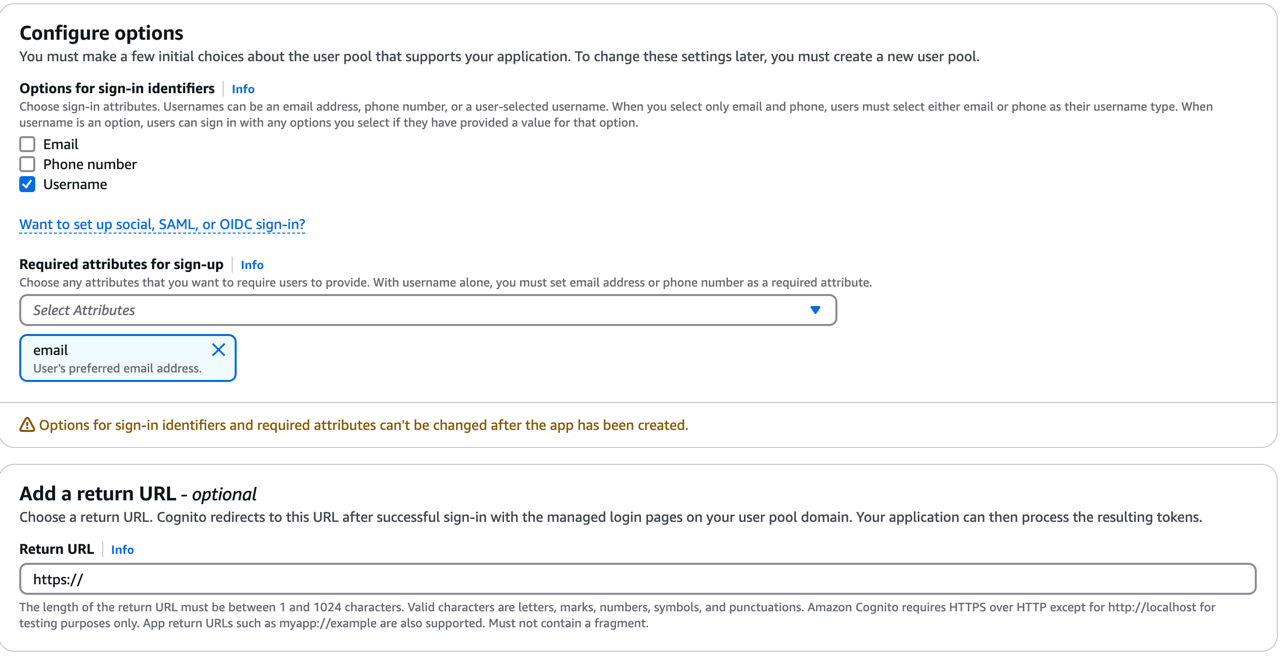 Configure options
You must make a few initial choices about the user pool that supports your application. To change these settings later, you must create a new user pool.
Options for sign-in identifiers Info
Choose sign-in attributes. Usernames can be an email address, phone number, or a user-selected username. When you select only email and phone, users must select either email or phone as their username type. When
username is an option, users can sign in with any options you select if they have provided a value for that option.
Email
Phone number
Username
Want to set up social, SAML, or OIDC sign-in?
Required attributes for sign-up Info
Choose any attributes that you want to require users to provide. With username alone, you must set email address or phone number as a required attribute.
Select Attributes
email
User's preferred email address.
Options for sign-in identifiers and required attributes can't be changed after the app has been created.
Add a return URL - optional
Choose a return URL. Cognito redirects to this URL after successful sign-in with the managed login pages on your user pool domain. Your application can then process the resulting tokens.
Return URL Info
https://
The length of the return URL must be between 1 and 1024 characters. Valid characters are letters, marks, numbers, symbols, and punctuations. Amazon Cognito requires HTTPS over HTTP except for http://localhost for
testing purposes only. App return URLs such as myapp://example are also supported. Must not contain a fragment.